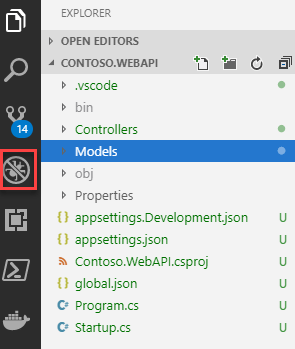 EXPLORER
OPEN EDITORS
CONTOSO.WEBAPI
.vscode
bin
Controllers
14
Models
obj
Properties
appsettings.Development.json U
appsettings.json U
Contoso.WebAPI.csproj U
global.json U
Program.cs U
Startup.cs U